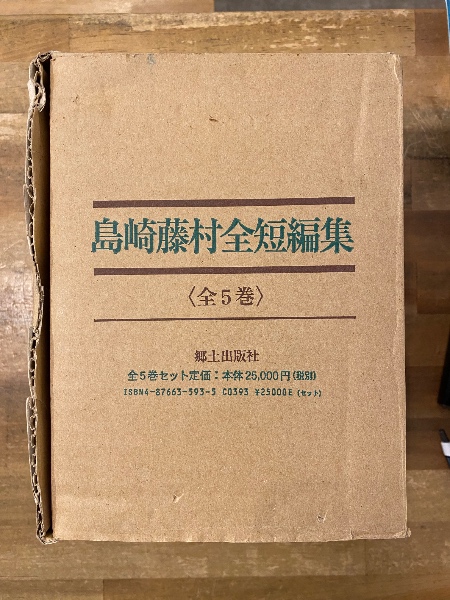 島崎藤村全短編集
〈全5巻〉
郷土出版社
全5巻セット定価：本体25,000円(税別)
ISBN4-87663-593-5 C0393 ¥25000E (セット)